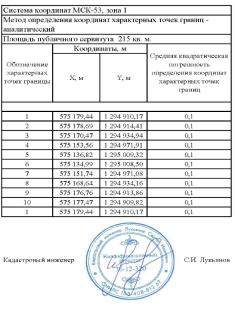 Система координат МСК-53, зона 1
Метод определения координат характерных точек границ -
аналитический
Площадь публичного сервитута 215 кв. м.
Обозначение характерных точек границы
Координаты, м
X, м
Y, м
Средняя квадратическая погрешность определения координат характерных точек границ
1 575 179,44 1 294 910,17 0,1
2 575 178,69 1 294 914,41 0,1
3 575 170,47 1 294 934,94 0,1
4 575 153,56 1 294 971,91 0,1
5 575 136,82 1 295 009,32 0,1
6 575 134,99 1 295 008,50 0,1
7 575 151,74 1 294 971,08 0,1
8 575 168,64 1 294 934,16 0,1
9 575 176,76 1 294 913,86 0,1
10 575 177,47 1 294 909,82 0,1
1 575 179,44 1 294 910,17 0,1
Кадастровый инженер
С.И. Лукьянов